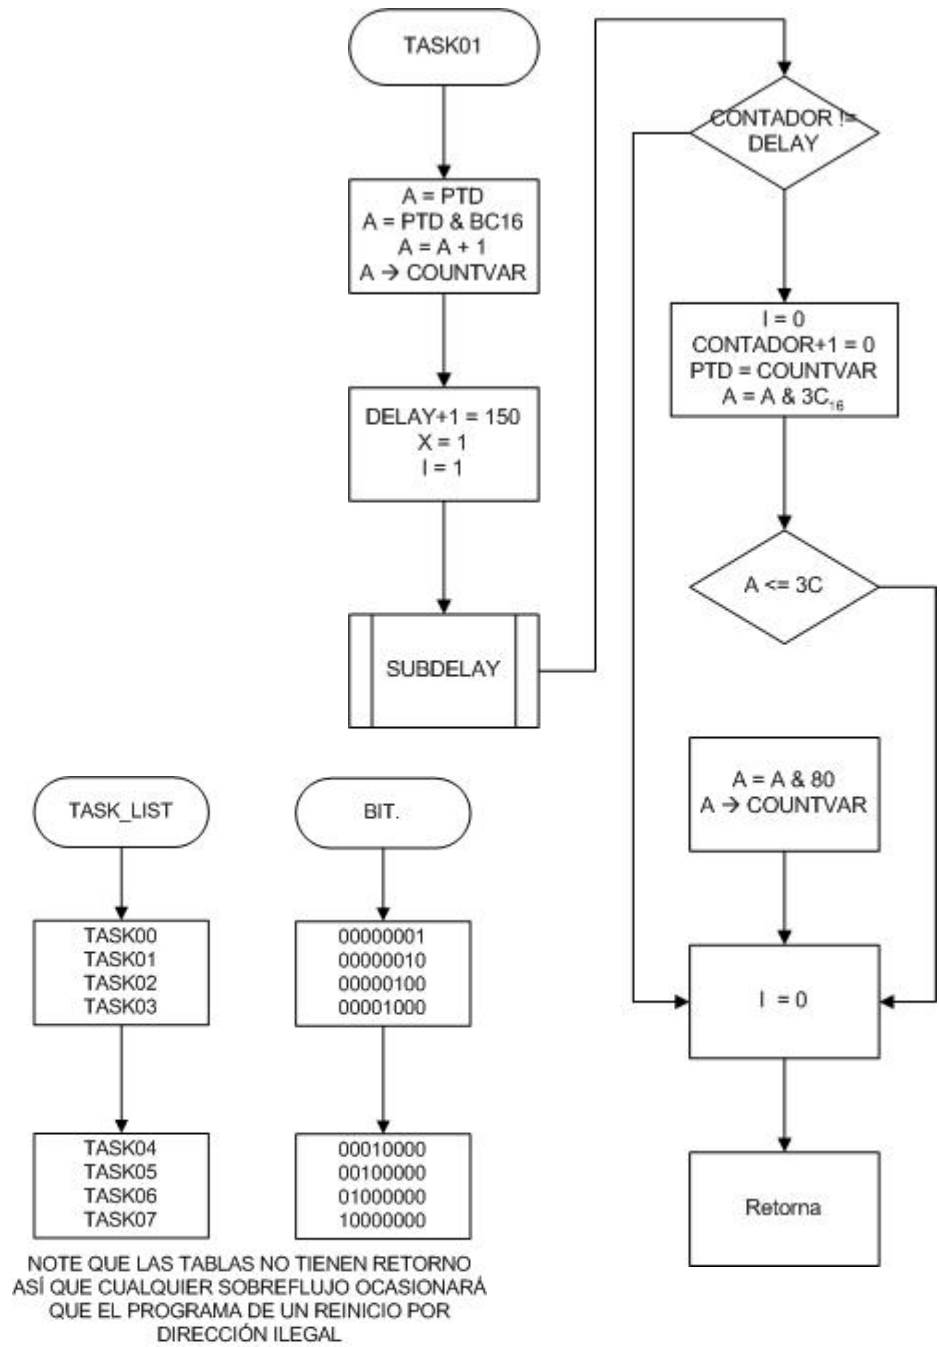 TASK01
A = PTD
A = PTD & BC16
A = A + 1
A → COUNTVAR
DELAY+1 = 150
X = 1
I = 1
SUBDELAY
CONTADOR !=
DELAY
I = 0
CONTADOR+1 = 0
PTD = COUNTVAR
A = A & 3C₁₆
A <= 3C
A = A & 80
A → COUNTVAR
I = 0
Retorna
TASK_LIST
TASK00
TASK01
TASK02
TASK03
TASK04
TASK05
TASK06
TASK07
BIT.
00000001
00000010
00000100
00001000
00010000
00100000
01000000
10000000
NOTE QUE LAS TABLAS NO TIENEN RETORNO
ASÍ QUE CUALQUIER SOBREFLUJO OCASIONARÁ
QUE EL PROGRAMA DE UN REINICIO POR
DIRECCIÓN ILEGAL